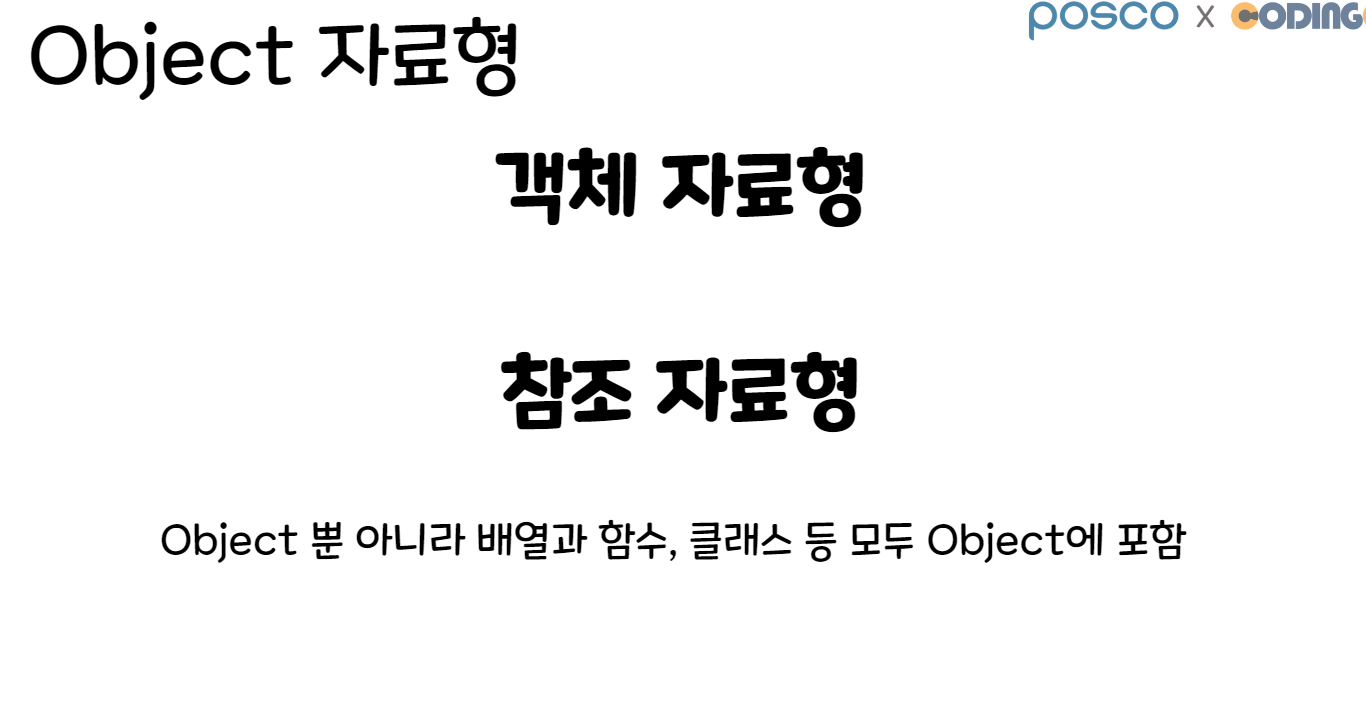 Object 자료형
posco x CODING
객체 자료형
참조 자료형
Object 뿐 아니라 배열과 함수, 클래스 등 모두 Object에 포함